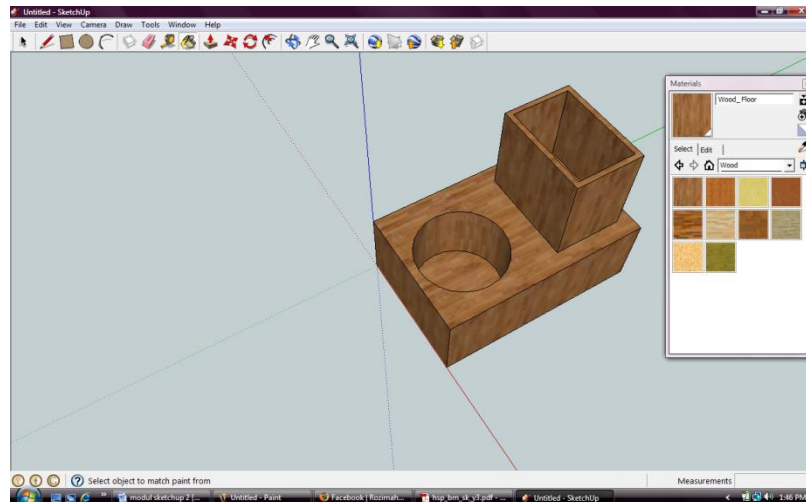 Untitled - SketchUp
File Edit View Camera Draw Tools Window Help
Materials
Wood_Floor
Select Edit
Wood
Select object to match paint from
Measurements
modul sketchup 2 [...
Untitled - Paint
Facebook | Rozimah...
hsp_bm_sk_y3.pdf - ...
Untitled - SketchUp
1:46 PM